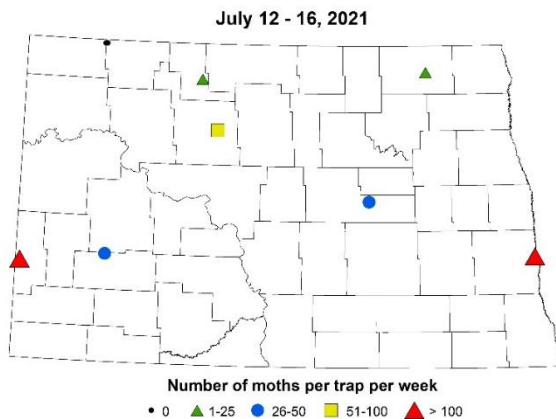 July 12 - 16, 2021
Number of moths per trap per week
0 1-25 26-50 51-100 > 100